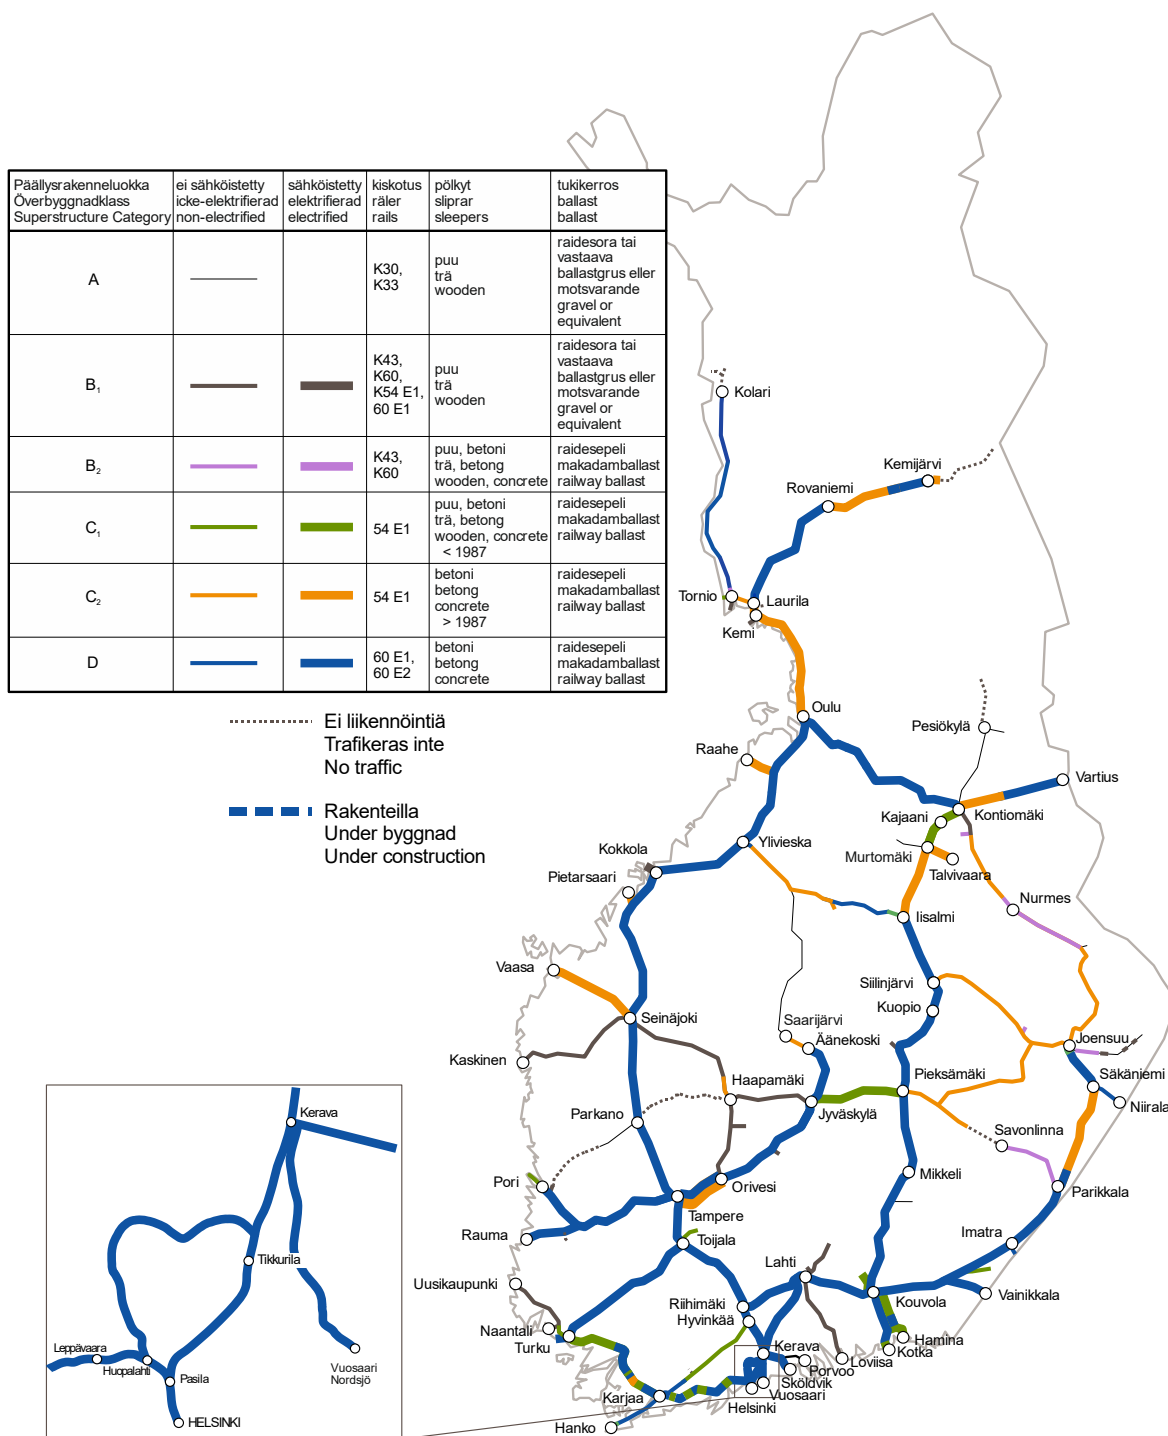 Päällysrakenneluokka
Överbyggnadklass
Superstructure Category
ei sähköistetty
icke-elektrifierad
non-electrified
sähköistetty
elektrifierad
electrified
kiskotus
räler
rails
pölkyt
sliprar
sleepers
tukikerros
ballast
ballast
A
K30,
K33
puu
trä
wooden
raidesora tai
vastaava
ballastgrus eller
motsvarande
gravel or
equivalent
B1
K43,
K60,
K54 E1,
60 E1
puu
trä
wooden
raidesora tai
vastaava
ballastgrus eller
motsvarande
gravel or
equivalent
B2
K43,
K60
puu, betoni
trä, betong
wooden, concrete
raidesepeli
makadamballast
railway ballast
C1
54 E1
puu, betoni
trä, betong
wooden, concrete
< 1987
raidesepeli
makadamballast
railway ballast
C2
54 E1
betoni
betong
concrete
> 1987
raidesepeli
makadamballast
railway ballast
D
60 E1,
60 E2
betoni
betong
concrete
raidesepeli
makadamballast
railway ballast
Ei liikennöintiä
Trafikeras inte
No traffic
Rakenteilla
Under byggnad
Under construction
Kolari
Kemijärvi
Rovaniemi
Tornio
Laurila
Kemi
Oulu
Pesiökylä
Raahe
Vartius
Kontiomäki
Kajaani
Ylivieska
Murtomäki
Talvivaara
Kokkola
Pietarsaari
Nurmes
Iisalmi
Vaasa
Siilinjärvi
Kuopio
Seinäjoki
Saarijärvi
Äänekoski
Joensuu
Kaskinen
Haapamäki
Pieksämäki
Säkäniemi
Niirala
Parkano
Jyväskylä
Savonlinna
Pori
Orivesi
Mikkeli
Parikkala
Tampere
Rauma
Toijala
Imatra
Lahti
Uusikaupunki
Riihimäki
Hyvinkää
Kouvola
Vainikkala
Naantali
Turku
Hamina
Kotka
Kerava
Porvoo
Loviisa
Sköldvik
Vuosaari
Karjaa
Helsinki
Hanko
Kerava
Tikkurila
Leppävaara
Huopalahti
Pasila
Vuosaari
Nordsjö
HELSINKI